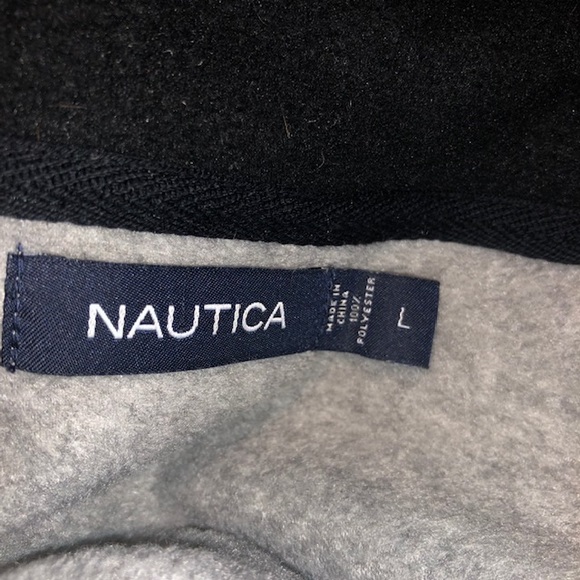 NAUTICA
MADE IN
CHINA
100%
POLYESTER
L